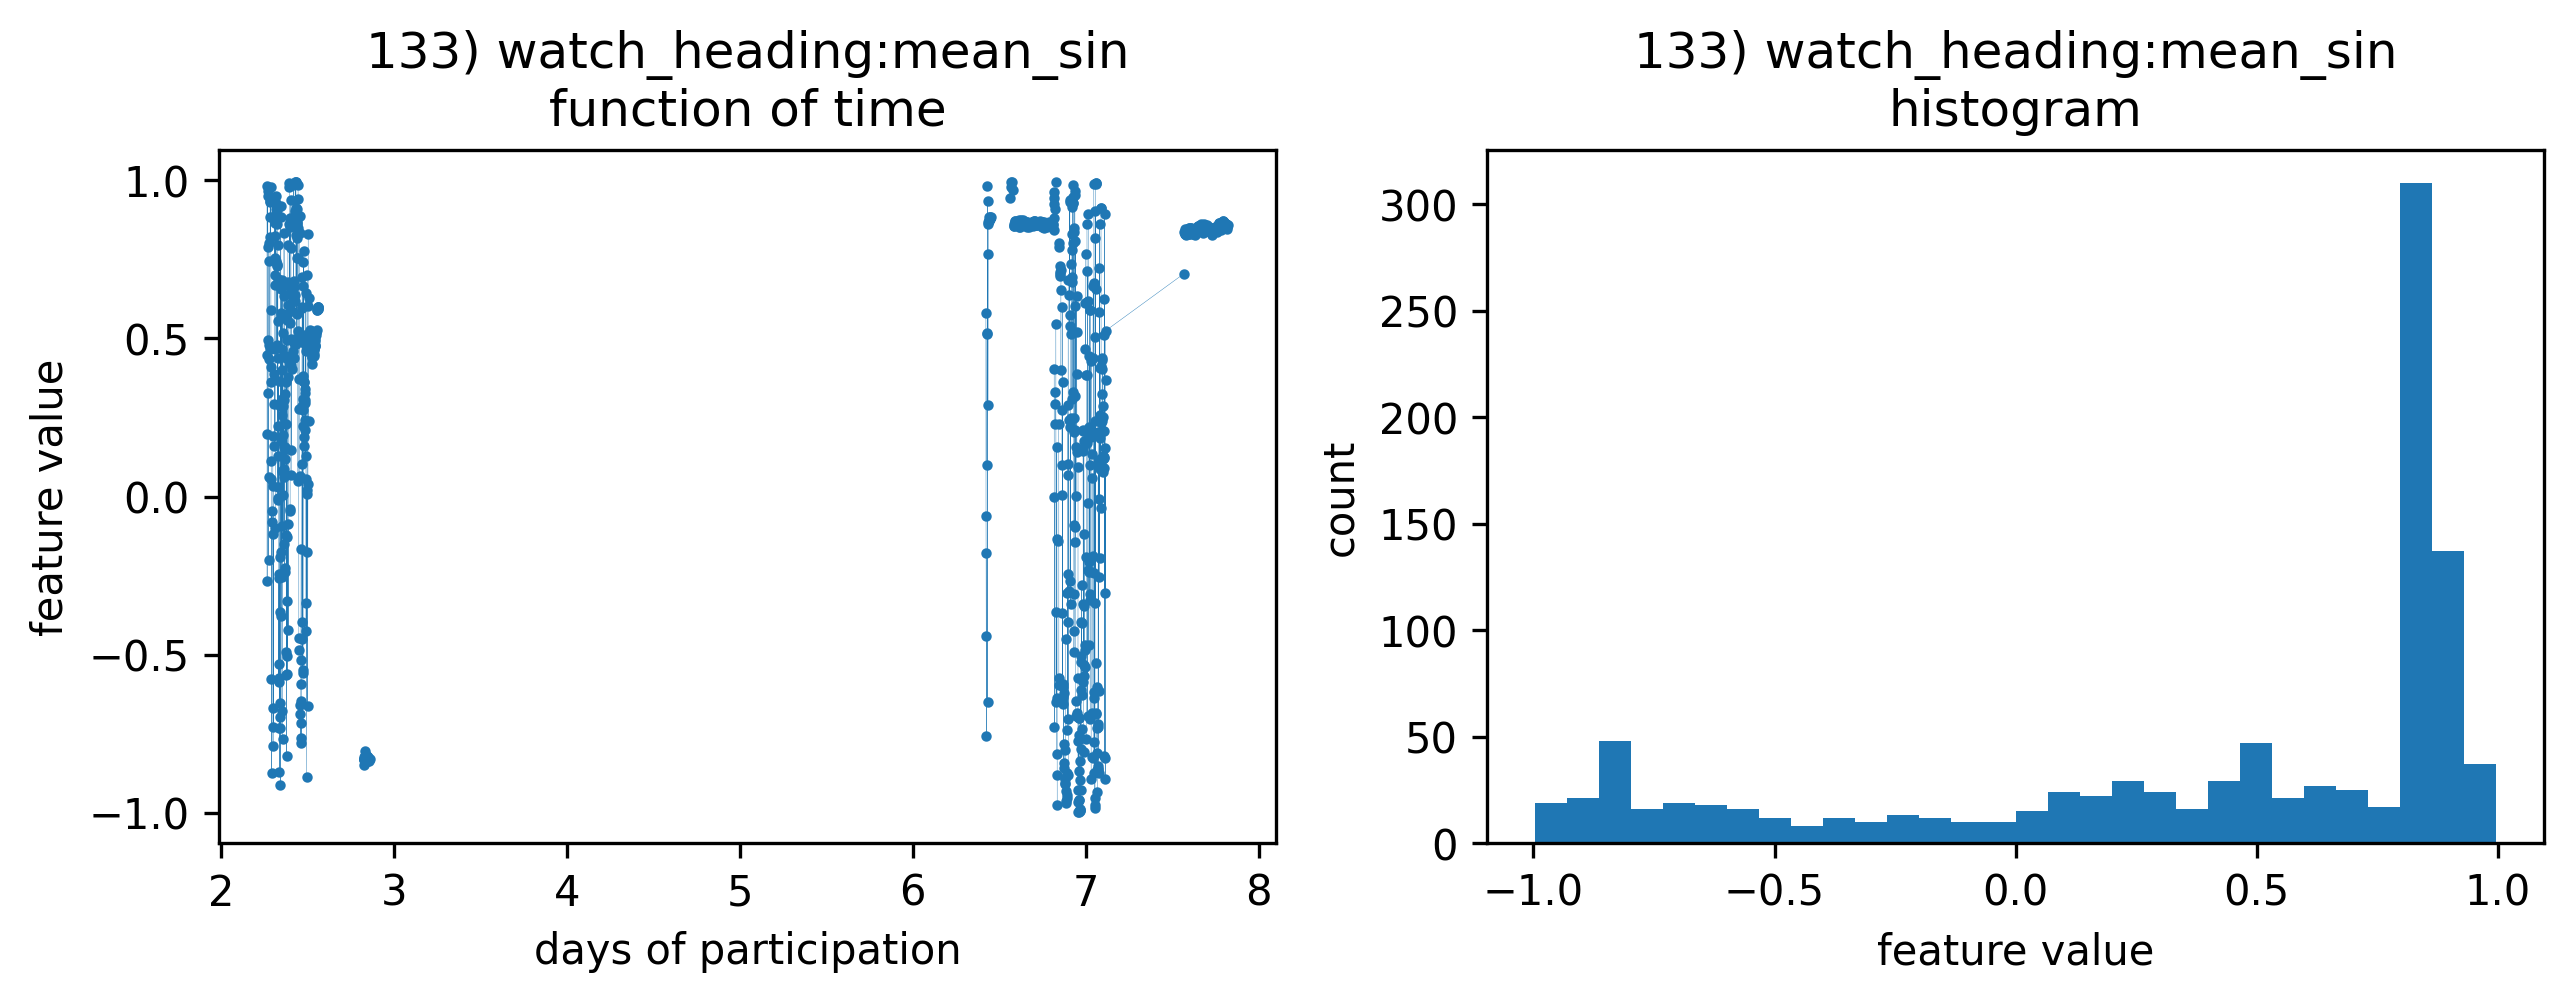 133) watch_heading:mean_sin
function of time
1.0
0.5
0.0
−0.5
−1.0
feature value
2 3 4 5 6 7 8
days of participation
133) watch_heading:mean_sin
histogram
300
250
200
150
100
50
0
count
−1.0 −0.5 0.0 0.5 1.0
feature value